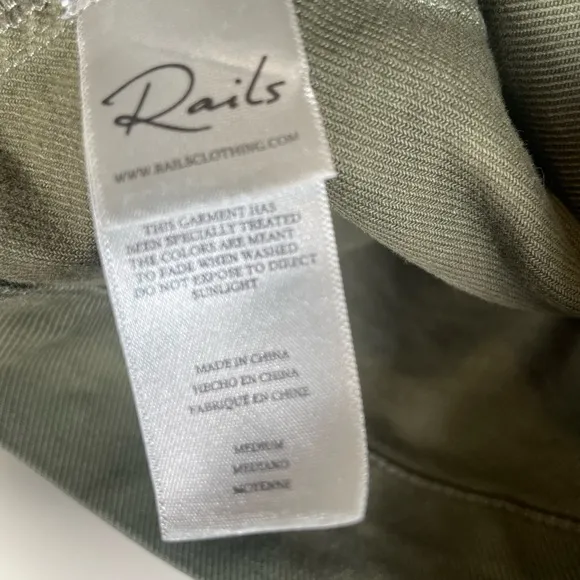 Rails
WWW.RAILSCLOTHING.COM
THIS GARMENT HAS
BEEN SPECIALLY TREATED
THE COLORS ARE MEANT
TO FADE WHEN WASHED
DO NOT EXPOSE TO DIRECT
SUNLIGHT
MADE IN CHINA
HECHO EN CHINA
FABRIQUÉ EN CHINE
MEDIUM
MEDIANO
MOYENNE